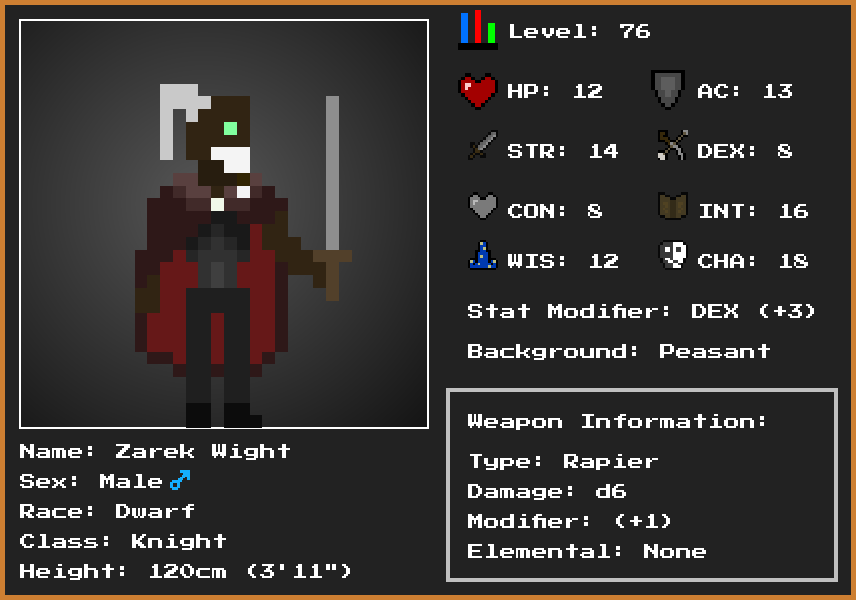 Level: 76
HP: 12 AC: 13
STR: 14 DEX: 8
CON: 8 INT: 16
WIS: 12 CHA: 18
Stat Modifier: DEX (+3)
Background: Peasant
Weapon Information:
Type: Rapier
Damage: d6
Modifier: (+1)
Elemental: None
Name: Zarek Wight
Sex: Male ♂
Race: Dwarf
Class: Knight
Height: 120cm (3'11")